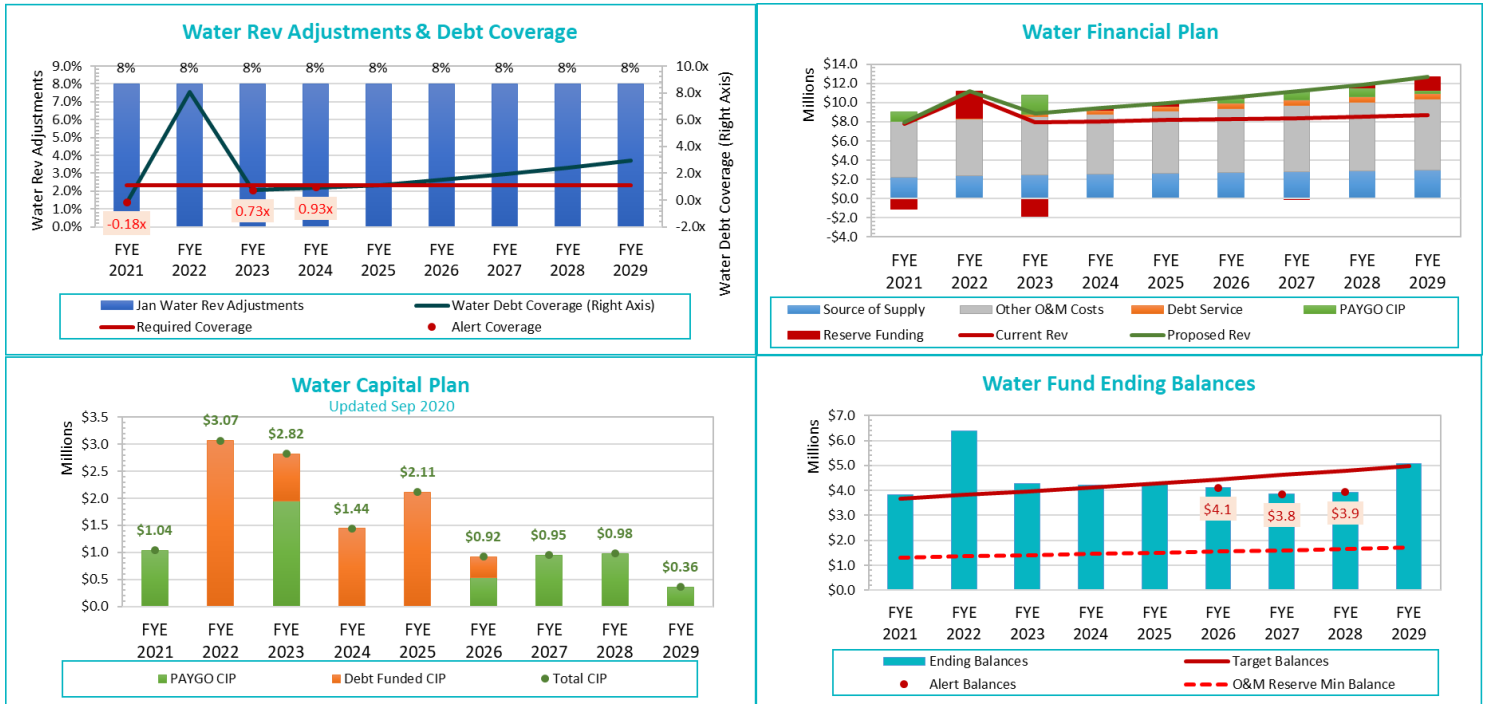 Water Rev Adjustments & Debt Coverage
Water Rev Adjustments
9.0%
8.0%
7.0%
6.0%
5.0%
4.0%
3.0%
2.0%
1.0%
0.0%
8% 8% 8% 8% 8% 8% 8% 8% 8%
-0.18x
0.73x
0.93x
10.0x
8.0x
6.0x
4.0x
2.0x
0.0x
-2.0x
Water Debt Coverage (Right Axis)
FYE FYE FYE FYE FYE FYE FYE FYE FYE
2021 2022 2023 2024 2025 2026 2027 2028 2029
Jan Water Rev Adjustments
Water Debt Coverage (Right Axis)
Required Coverage
Alert Coverage
Water Financial Plan
Millions
$14.0
$12.0
$10.0
$8.0
$6.0
$4.0
$2.0
$0.0
-$2.0
-$4.0
FYE FYE FYE FYE FYE FYE FYE FYE FYE
2021 2022 2023 2024 2025 2026 2027 2028 2029
Source of Supply
Other O&M Costs
Debt Service
PAYGO CIP
Reserve Funding
Current Rev
Proposed Rev
Water Capital Plan
Updated Sep 2020
Millions
$3.5
$3.0
$2.5
$2.0
$1.5
$1.0
$0.5
$0.0
$1.04
$3.07
$2.82
$1.44
$2.11
$0.92
$0.95
$0.98
$0.36
FYE FYE FYE FYE FYE FYE FYE FYE FYE
2021 2022 2023 2024 2025 2026 2027 2028 2029
PAYGO CIP
Debt Funded CIP
Total CIP
Water Fund Ending Balances
Millions
$7.0
$6.0
$5.0
$4.0
$3.0
$2.0
$1.0
$0.0
$4.1
$3.8
$3.9
FYE FYE FYE FYE FYE FYE FYE FYE FYE
2021 2022 2023 2024 2025 2026 2027 2028 2029
Ending Balances
Target Balances
Alert Balances
O&M Reserve Min Balance